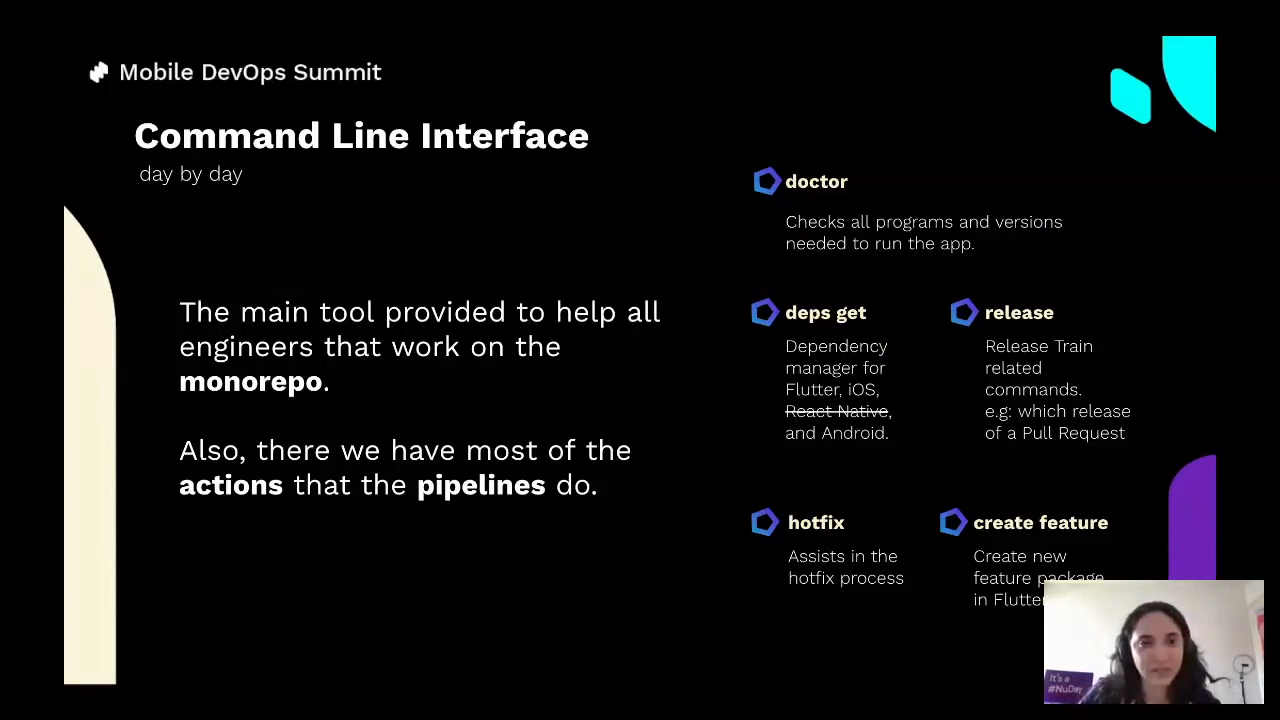 Mobile DevOps Summit
Command Line Interface
day by day
The main tool provided to help all
engineers that work on the
monorepo.
Also, there we have most of the
actions that the pipelines do.
doctor
Checks all programs and versions
needed to run the app.
deps get
Dependency
manager for
Flutter, iOS,
React Native,
and Android.
release
Release Train
related
commands.
e.g: which release
of a Pull Request
hotfix
Assists in the
hotfix process
create feature
Create new
feature package
in Flutter
It's a
#NuDay